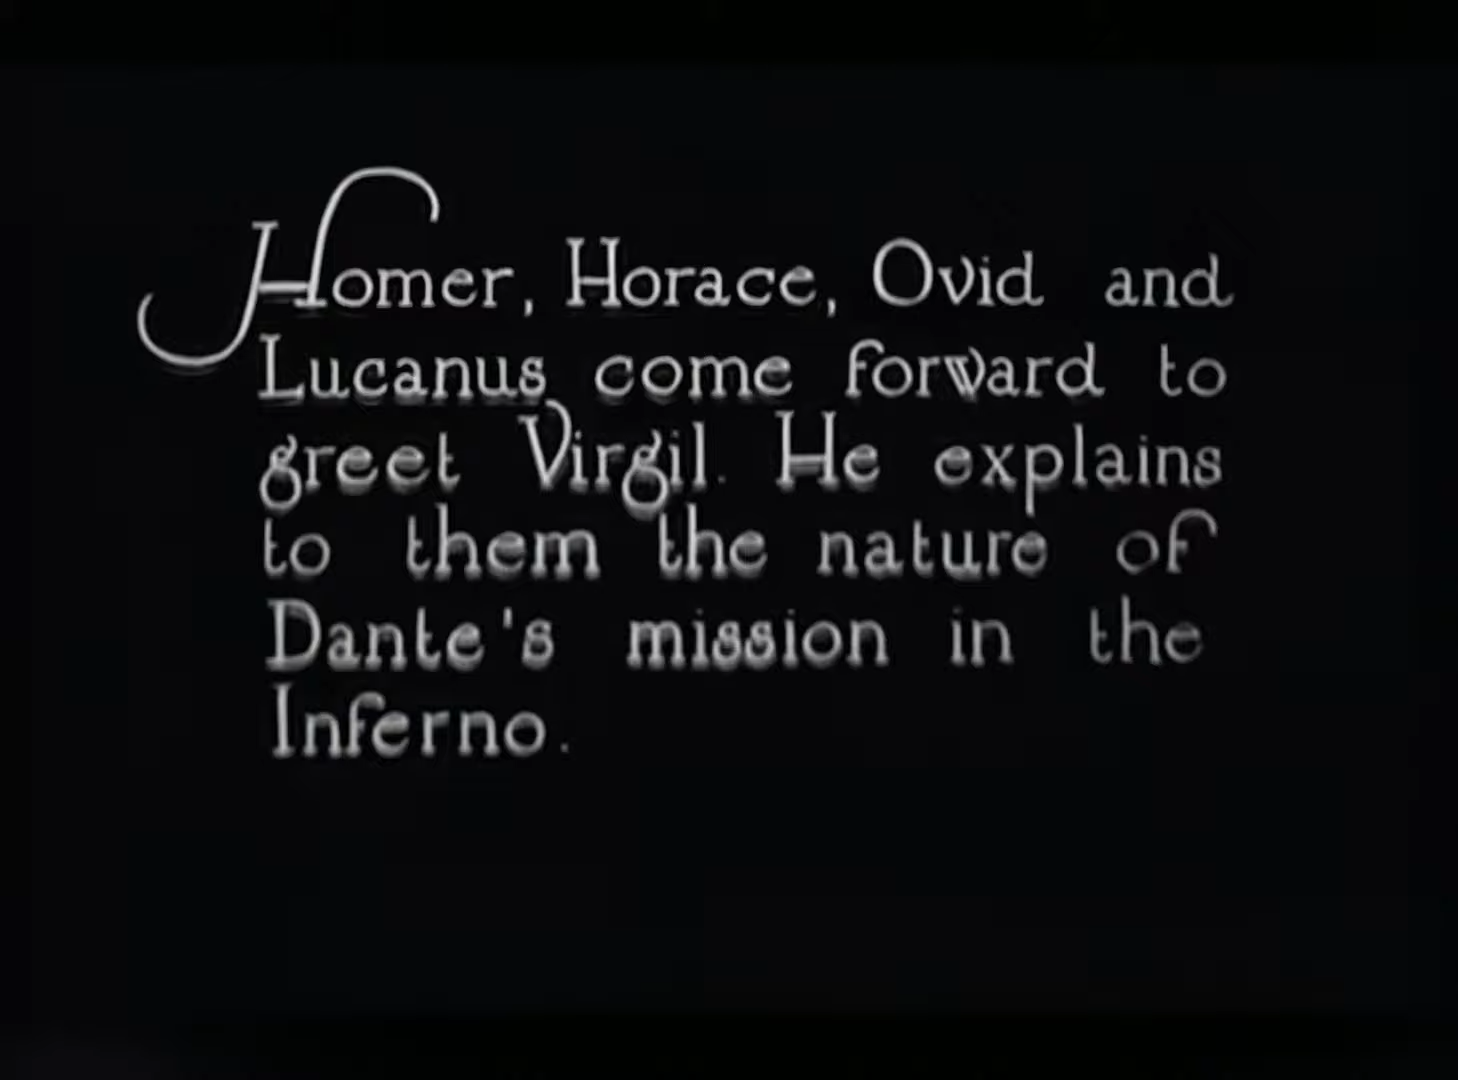 Homer, Horace, Ovid and
Lucanus come forward to
greet Virgil. He explains
to them the nature of
Dante's mission in the
Inferno.